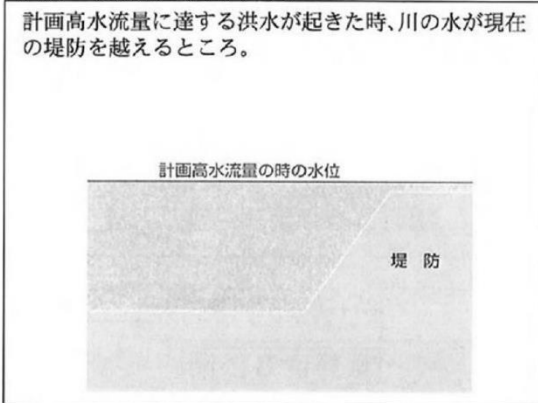 計画高水流量に達する洪水が起きた時、川の水が現在
の堤防を越えるところ。
計画高水流量の時の水位
堤 防